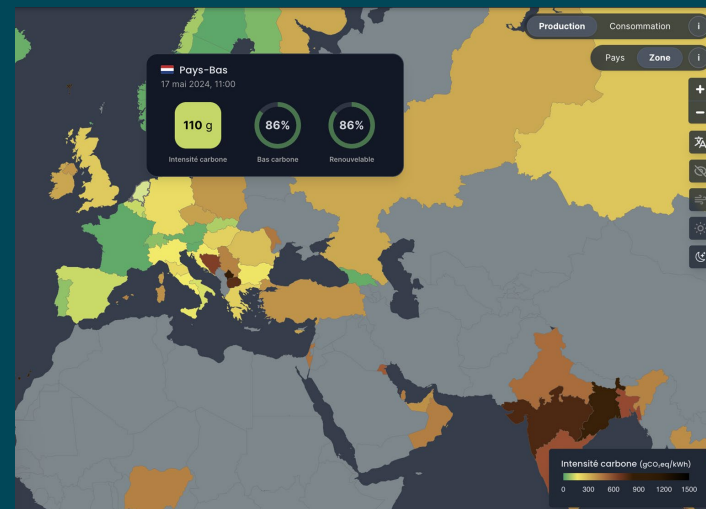 Production Consommation i
Pays Zone i
Pays-Bas
17 mai 2024, 11:00
110 g 86% 86%
Intensité carbone Bas carbone Renouvelable
Intensité carbone (gCO₂eq/kWh)
0 300 600 900 1200 1500